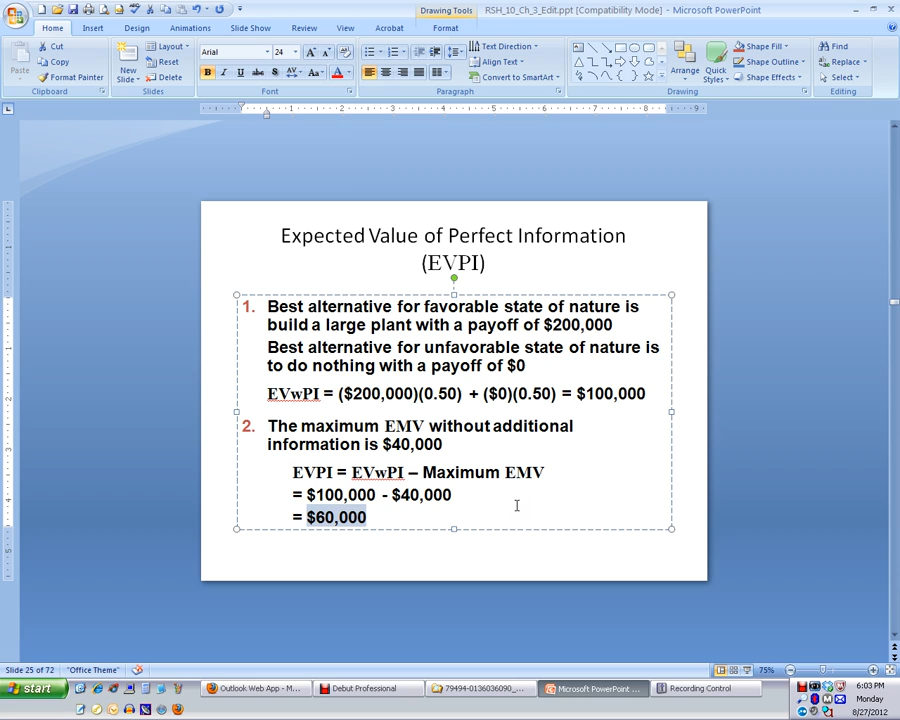 Drawing Tools
RSH_10_Ch_3_Edit.ppt [Compatibility Mode] - Microsoft PowerPoint
Home Insert Design Animations Slide Show Review View Acrobat Format
Paste
Cut
Copy
Format Painter
Clipboard
New Slide
Layout
Reset
Delete
Slides
Arial 24
B I U abc S AV Aa A
Font
Text Direction
Align Text
Convert to SmartArt
Paragraph
Arrange
Quick Styles
Shape Fill
Shape Outline
Shape Effects
Drawing
Find
Replace
Select
Editing
Expected Value of Perfect Information
(EVPI)
1. Best alternative for favorable state of nature is
build a large plant with a payoff of $200,000
Best alternative for unfavorable state of nature is
to do nothing with a payoff of $0
EVwPI = ($200,000)(0.50) + ($0)(0.50) = $100,000
2. The maximum EMV without additional
information is $40,000
EVPI = EVwPI – Maximum EMV
= $100,000 - $40,000
= $60,000
Slide 25 of 72 "Office Theme" 75%
start Outlook Web App - M... Debut Professional 79494-0136036090_... Microsoft PowerPoint ... Recording Control
6:03 PM
Monday
8/27/2012